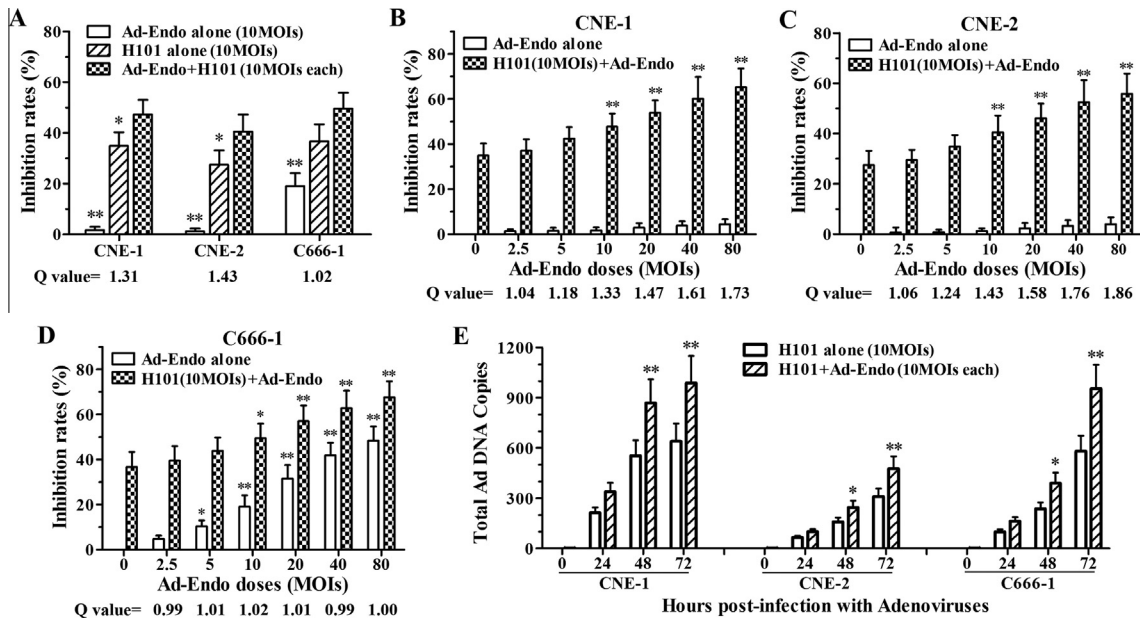 A
Ad-Endo alone (10MOIs)
H101 alone (10MOIs)
Ad-Endo+H101 (10MOIs each)
Inhibition rates (%)
80
60
40
20
0
** * ** * **
CNE-1 CNE-2 C666-1
Q value= 1.31 1.43 1.02
B
CNE-1
Ad-Endo alone
H101(10MOIs)+Ad-Endo
Inhibition rates (%)
80
60
40
20
0
** ** ** **
0 2.5 5 10 20 40 80
Ad-Endo doses (MOIs)
Q value= 1.04 1.18 1.33 1.47 1.61 1.73
C
CNE-2
Ad-Endo alone
H101(10MOIs)+Ad-Endo
Inhibition rates (%)
80
60
40
20
0
** ** ** **
0 2.5 5 10 20 40 80
Ad-Endo doses (MOIs)
Q value= 1.06 1.24 1.43 1.58 1.76 1.86
D
C666-1
Ad-Endo alone
H101(10MOIs)+Ad-Endo
Inhibition rates (%)
80
60
40
20
0
* ** * ** ** ** ** ** **
0 2.5 5 10 20 40 80
Ad-Endo doses (MOIs)
Q value= 0.99 1.01 1.02 1.01 0.99 1.00
E
H101 alone (10MOIs)
H101+Ad-Endo (10MOIs each)
Total Ad DNA Copies
1200
900
600
300
0
** ** * ** * **
0 24 48 72 0 24 48 72 0 24 48 72
CNE-1 CNE-2 C666-1
Hours post-infection with Adenoviruses